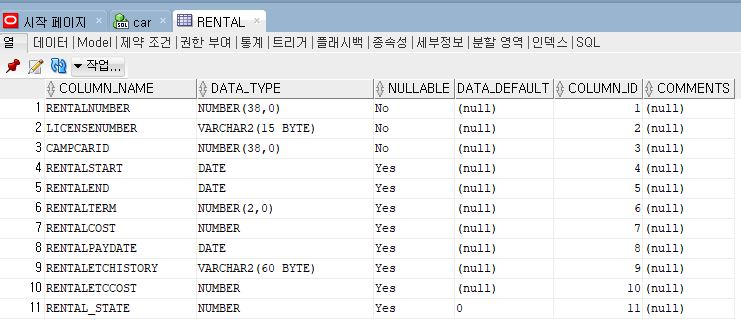 시작 페이지 car RENTAL
열 데이터 | Model | 제약 조건 | 권한 부여 | 통계 | 트리거 | 플래시백 | 종속성 | 세부정보 | 분할 영역 | 인덱스 | SQL
작업...
COLUMN_NAME DATA_TYPE NULLABLE DATA_DEFAULT COLUMN_ID COMMENTS
1 RENTALNUMBER NUMBER(38,0) No (null) 1 (null)
2 LICENSENUMBER VARCHAR2(15 BYTE) No (null) 2 (null)
3 CAMPCARID NUMBER(38,0) No (null) 3 (null)
4 RENTALSTART DATE Yes (null) 4 (null)
5 RENTALEND DATE Yes (null) 5 (null)
6 RENTALTERM NUMBER(2,0) Yes (null) 6 (null)
7 RENTALCOST NUMBER Yes (null) 7 (null)
8 RENTALPAYDATE DATE Yes (null) 8 (null)
9 RENTALETCHISTORY VARCHAR2(60 BYTE) Yes (null) 9 (null)
10 RENTALETCCOST NUMBER Yes (null) 10 (null)
11 RENTAL_STATE NUMBER Yes 0 11 (null)